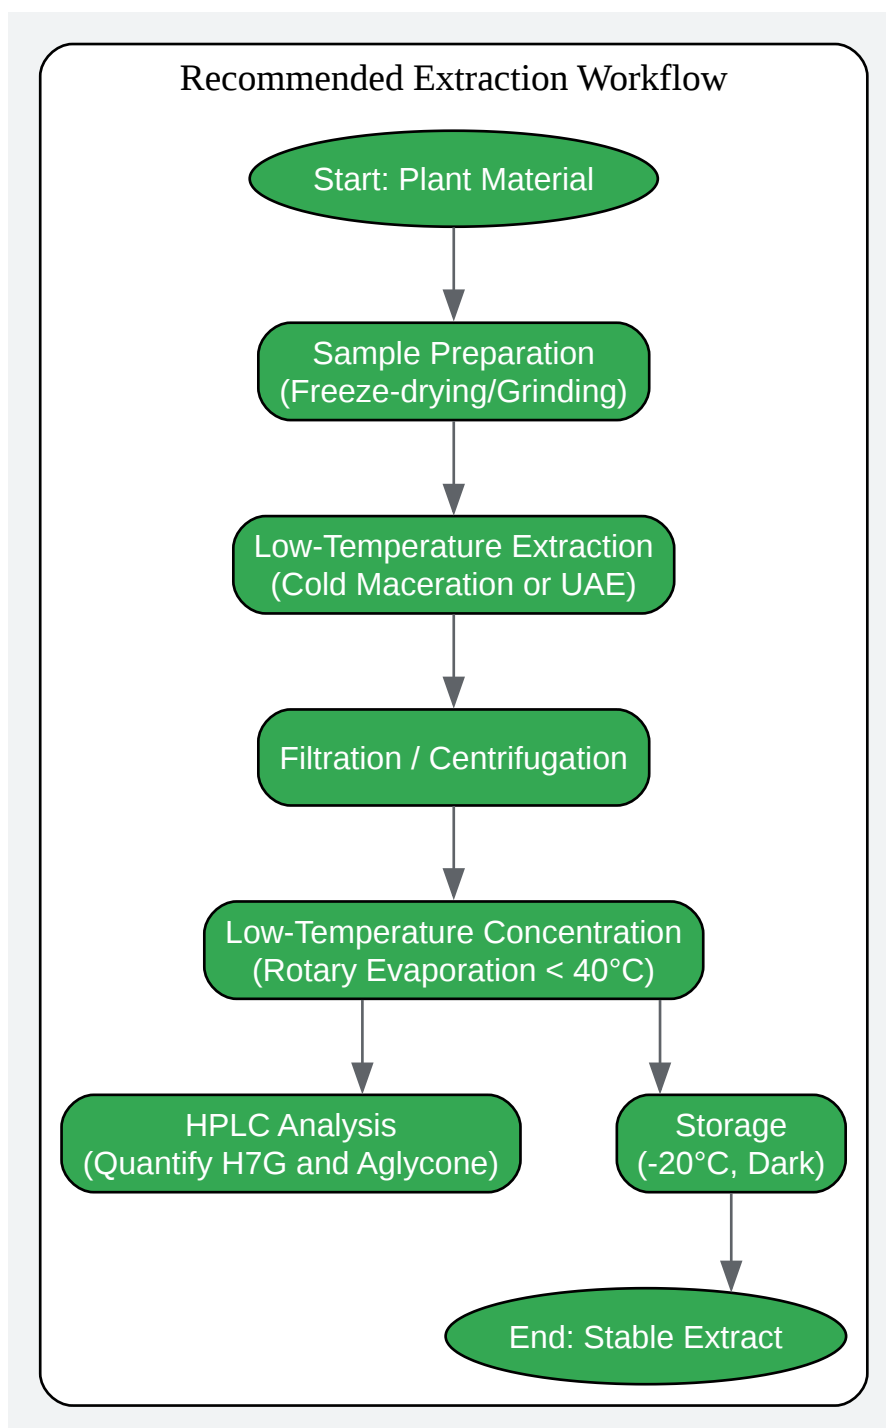 Recommended Extraction Workflow
Start: Plant Material
Sample Preparation
(Freeze-drying/Grinding)
Low-Temperature Extraction
(Cold Maceration or UAE)
Filtration / Centrifugation
Low-Temperature Concentration
(Rotary Evaporation < 40°C)
HPLC Analysis
(Quantify H7G and Aglycone)
Storage
(-20°C, Dark)
End: Stable Extract